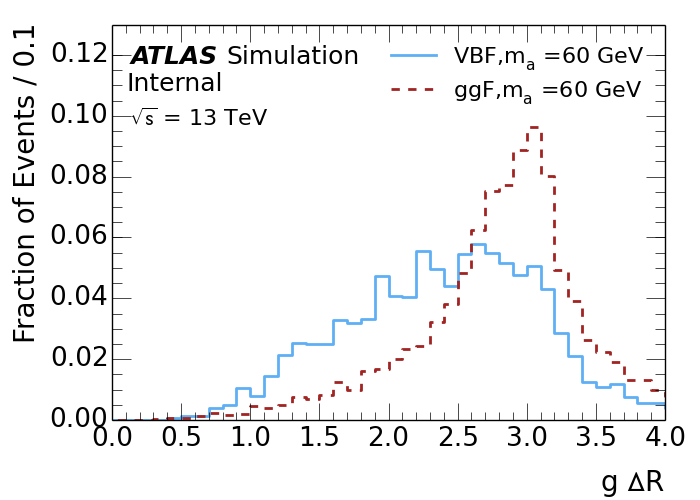 Fraction of Events / 0.1
0.12
0.10
0.08
0.06
0.04
0.02
0.00
ATLAS Simulation
Internal
√s = 13 TeV
VBF,mₐ =60 GeV
ggF,mₐ =60 GeV
0.0 0.5 1.0 1.5 2.0 2.5 3.0 3.5 4.0
g ΔR